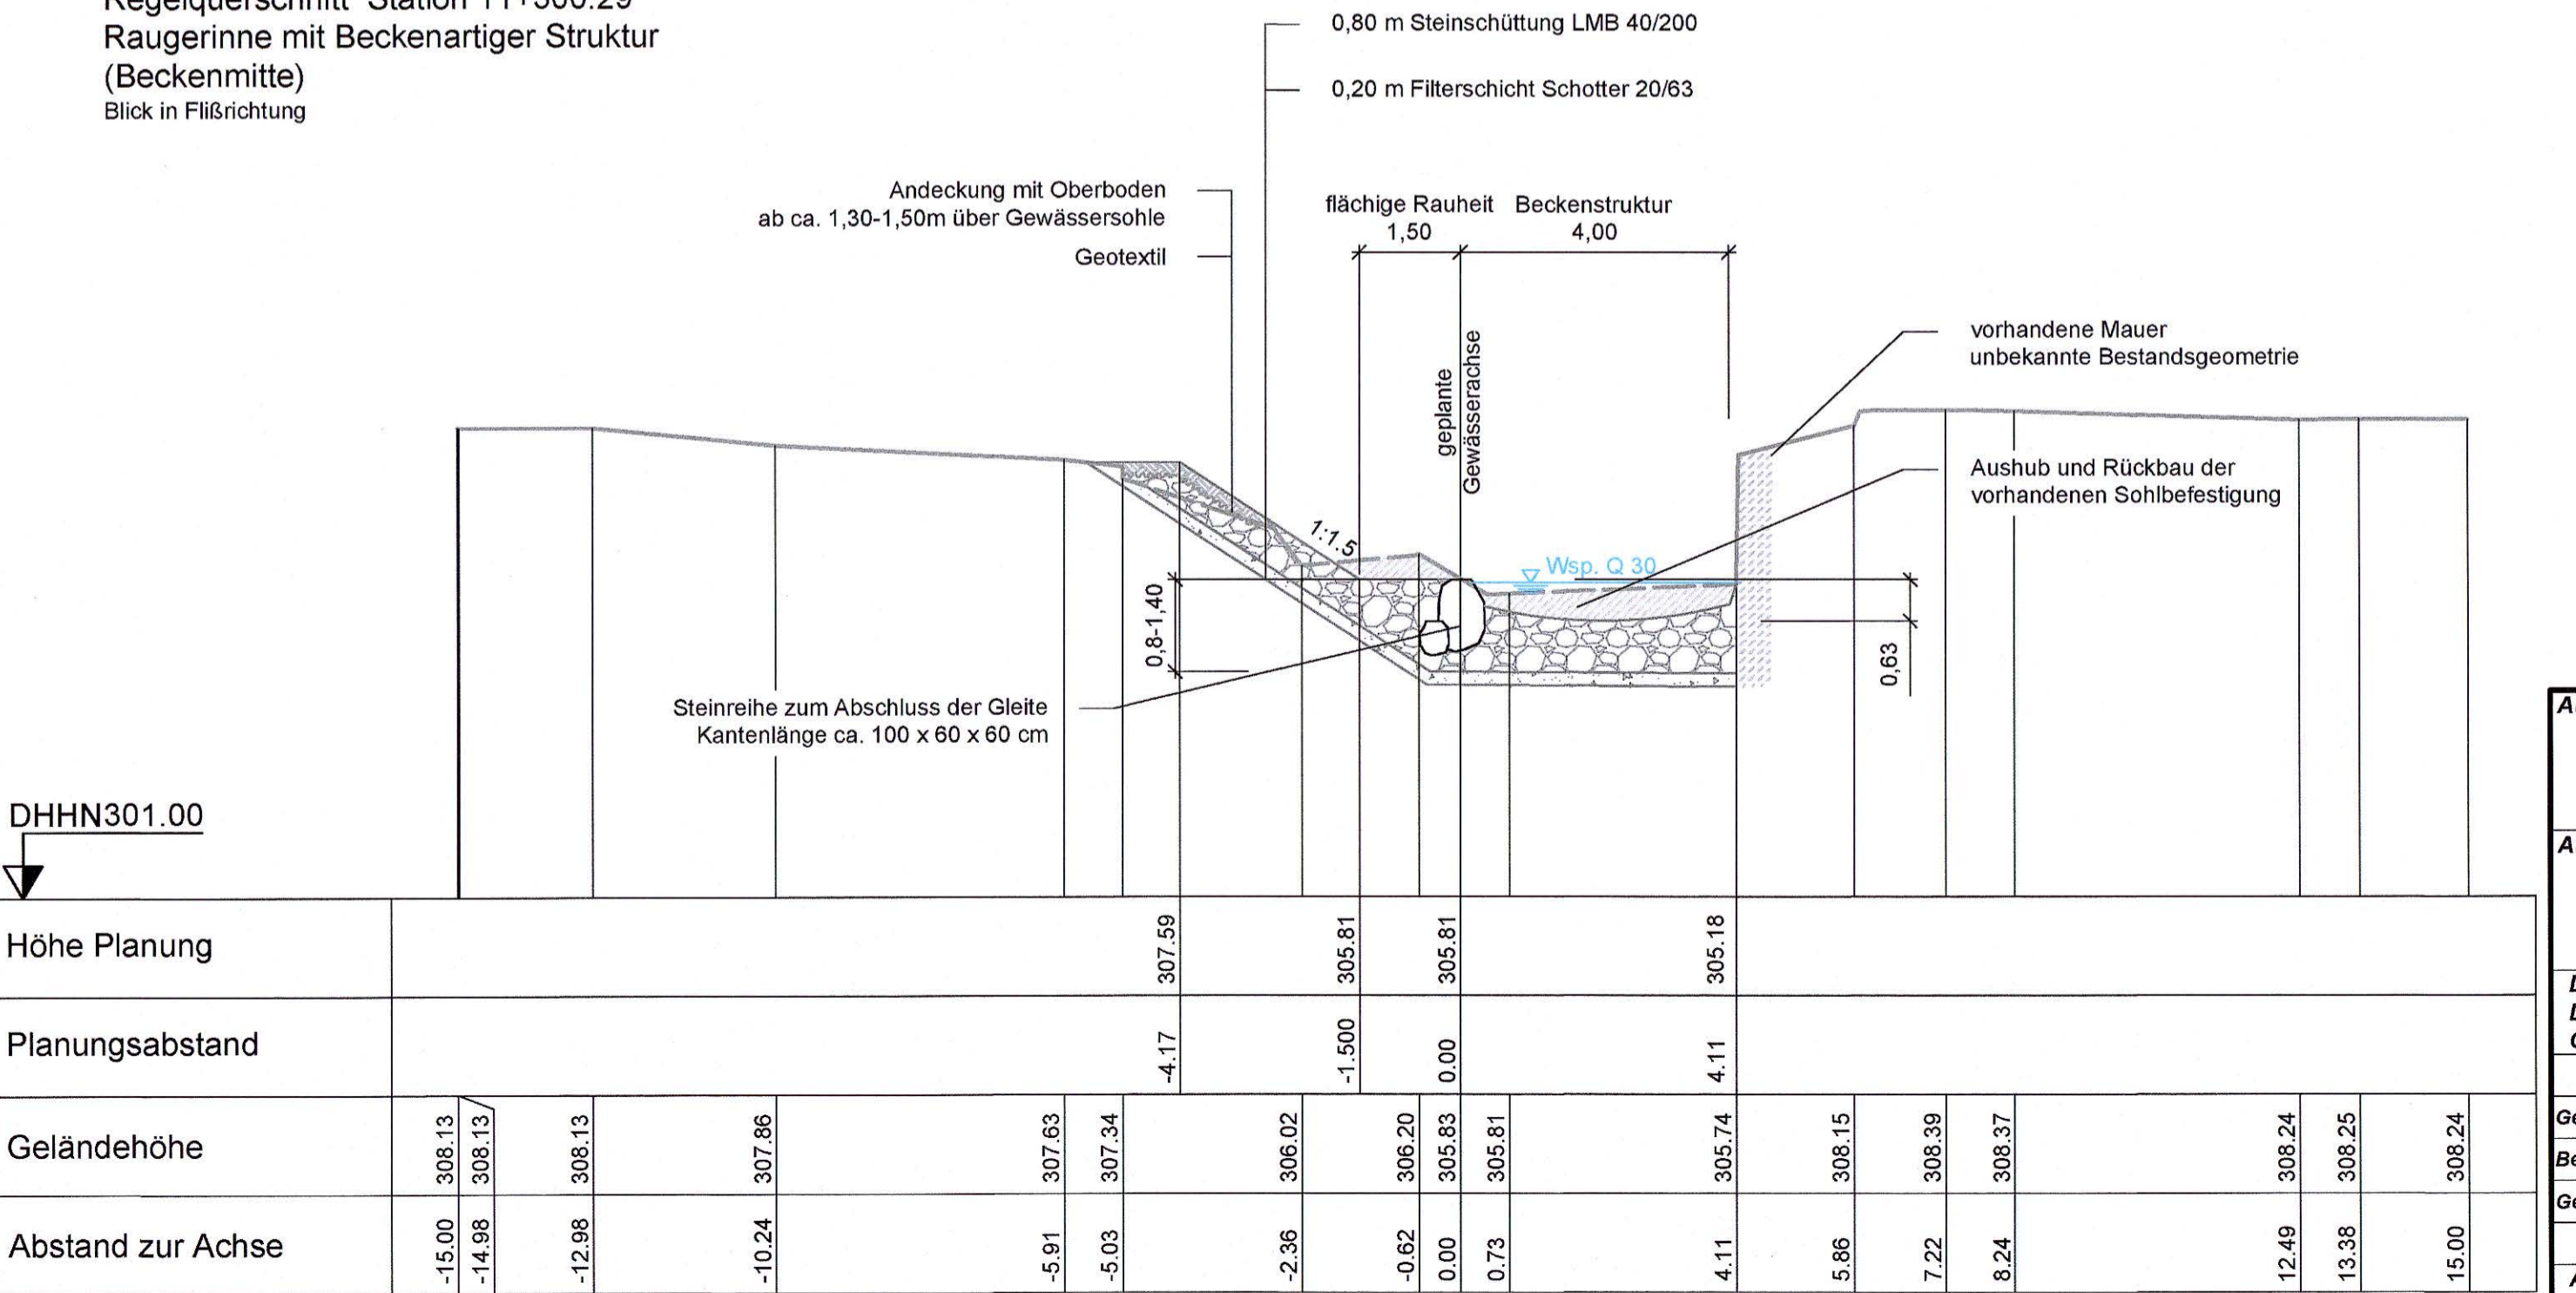 Regelquerschnitt Station 11+300.29
Raugerinne mit Beckenartiger Struktur
(Beckenmitte)
Blick in Flißrichtung
0,80 m Steinschüttung LMB 40/200
0,20 m Filterschicht Schotter 20/63
Andeckung mit Oberboden
ab ca. 1,30-1,50m über Gewässersohle
Geotextil
flächige Rauheit Beckenstruktur
1,50 4,00
geplante
Gewässerachse
vorhandene Mauer
unbekannte Bestandsgeometrie
Aushub und Rückbau der
vorhandenen Sohlbefestigung
1:1.5
Wsp. Q 30
0,8-1,40
0,63
Steinreihe zum Abschluss der Gleite
Kantenlänge ca. 100 x 60 x 60 cm
DHHN301.00
Höhe Planung 307.59 305.81 305.81 305.18
Planungsabstand -4.17 -1.500 0.00 4.11
Geländehöhe 308.13 308.13 308.13 307.86 307.63 307.34 306.02 306.20 305.83 305.81 305.74 308.15 308.39 308.37 308.24 308.25 308.24
Abstand zur Achse -15.00 -14.98 -12.98 -10.24 -5.91 -5.03 -2.36 -0.62 0.00 0.73 4.11 5.86 7.22 8.24 12.49 13.38 15.00